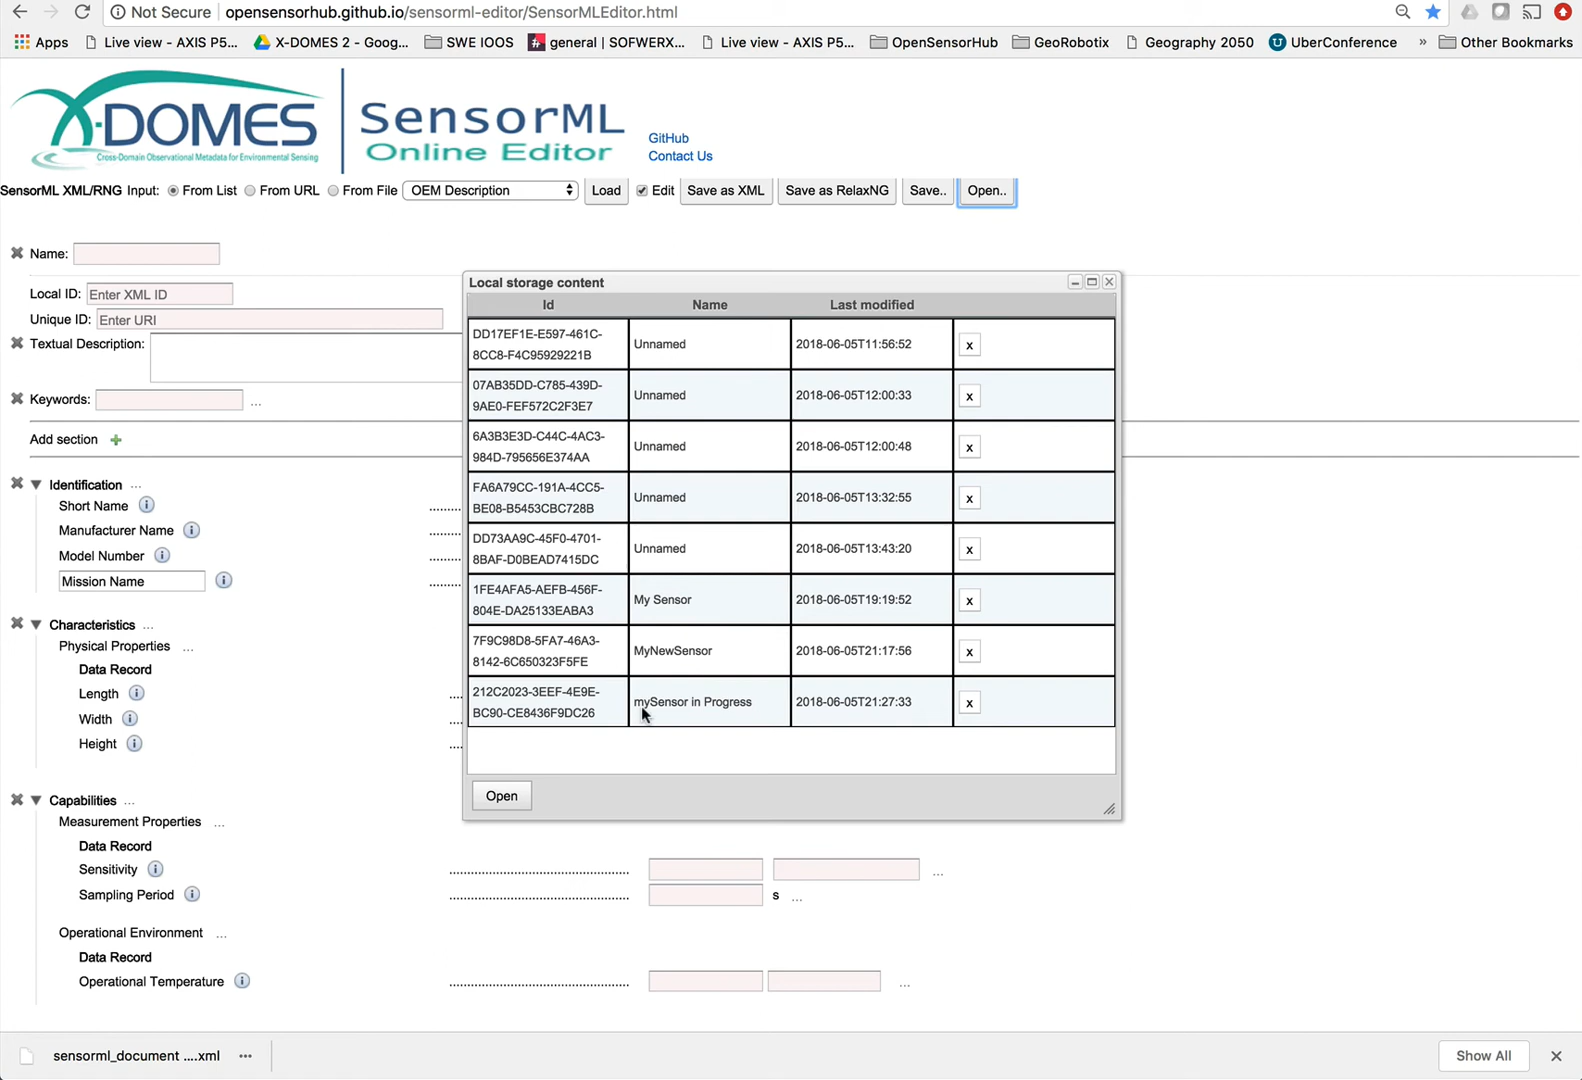 Not Secure opensensorhub.github.io/sensorml-editor/SensorMLEditor.html
Apps Live view - AXIS P5... X-DOMES 2 - Goog... SWE IOOS general | SOFWERX... Live view - AXIS P5... OpenSensorHub GeoRobotix Geography 2050 UberConference » Other Bookmarks
X-DOMES
Cross-Domain Observational Metadata for Environmental Sensing
SensorML
Online Editor
GitHub
Contact Us
SensorML XML/RNG Input: From List From URL From File OEM Description Load Edit Save as XML Save as RelaxNG Save.. Open..
Name:
Local ID: Enter XML ID
Unique ID: Enter URI
Textual Description:
Keywords: ...
Add section
Identification ...
Short Name
Manufacturer Name
Model Number
Mission Name
Characteristics ...
Physical Properties ...
Data Record
Length
Width
Height
Capabilities ...
Measurement Properties ...
Data Record
Sensitivity ...
Sampling Period s ...
Operational Environment ...
Data Record
Operational Temperature ...
Local storage content
Id Name Last modified
DD17EF1E-E597-461C-
8CC8-F4C95929221B
Unnamed 2018-06-05T11:56:52 x
07AB35DD-C785-439D-
9AE0-FEF572C2F3E7
Unnamed 2018-06-05T12:00:33 x
6A3B3E3D-C44C-4AC3-
984D-795656E374AA
Unnamed 2018-06-05T12:00:48 x
FA6A79CC-191A-4CC5-
BE08-B5453CBC728B
Unnamed 2018-06-05T13:32:55 x
DD73AA9C-45F0-4701-
8BAF-D0BEAD7415DC
Unnamed 2018-06-05T13:43:20 x
1FE4AFA5-AEFB-456F-
804E-DA25133EABA3
My Sensor 2018-06-05T19:19:52 x
7F9C98D8-5FA7-46A3-
8142-6C650323F5FE
MyNewSensor 2018-06-05T21:17:56 x
212C2023-3EEF-4E9E-
BC90-CE8436F9DC26
mySensor in Progress 2018-06-05T21:27:33 x
Open
sensorml_document ....xml
Show All